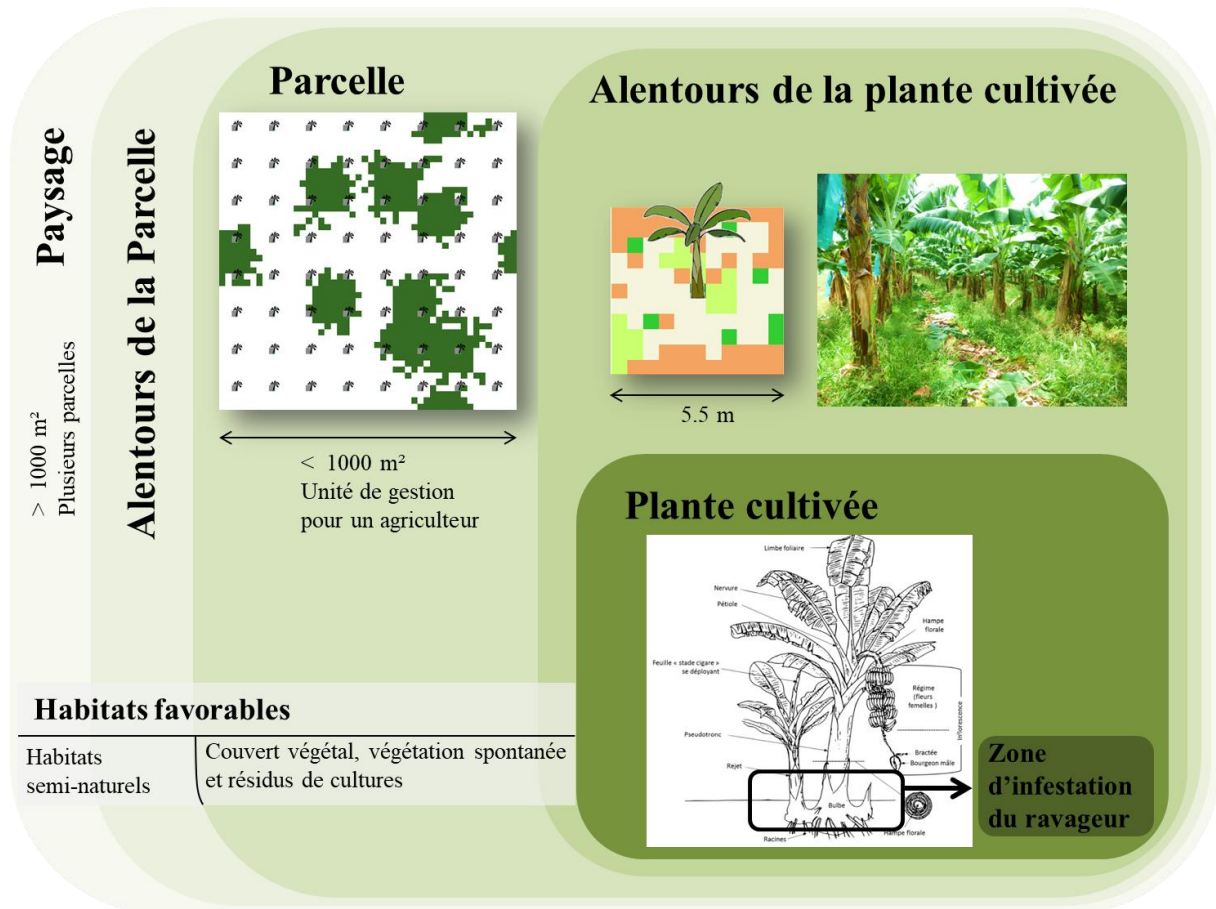 Paysage
> 1000 m²
Plusieurs parcelles
Alentours de la Parcelle
Parcelle
< 1000 m²
Unité de gestion
pour un agriculteur
Alentours de la plante cultivée
5.5 m
Plante cultivée
Limbe foliaire
Nervure
Pétiole
Hampe
florale
Feuille « stade cigare »
se déployant
Régime
(fleurs
femelles )
Inflorescence
Pseudotronc
Bractée
Bourgeon mâle
Rejet
Bulbe
Hampe florale
Racines
Zone
d’infestation
du ravageur
Habitats favorables
Habitats
semi-naturels
Couvert végétal, végétation spontanée
et résidus de cultures